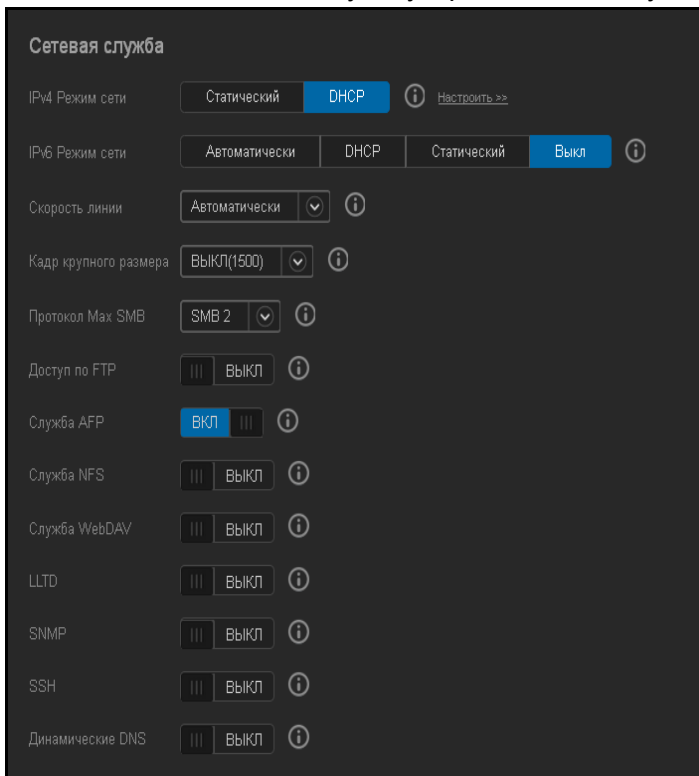 Сетевая служба
IPv4 Режим сети Статический DHCP Настроить >>
IPv6 Режим сети Автоматически DHCP Статический Выкл
Скорость линии Автоматически
Кадр крупного размера ВЫКЛ(1500)
Протокол Max SMB SMB 2
Доступ по FTP ВЫКЛ
Служба AFP ВКЛ
Служба NFS ВЫКЛ
Служба WebDAV ВЫКЛ
LLTD ВЫКЛ
SNMP ВЫКЛ
SSH ВЫКЛ
Динамические DNS ВЫКЛ